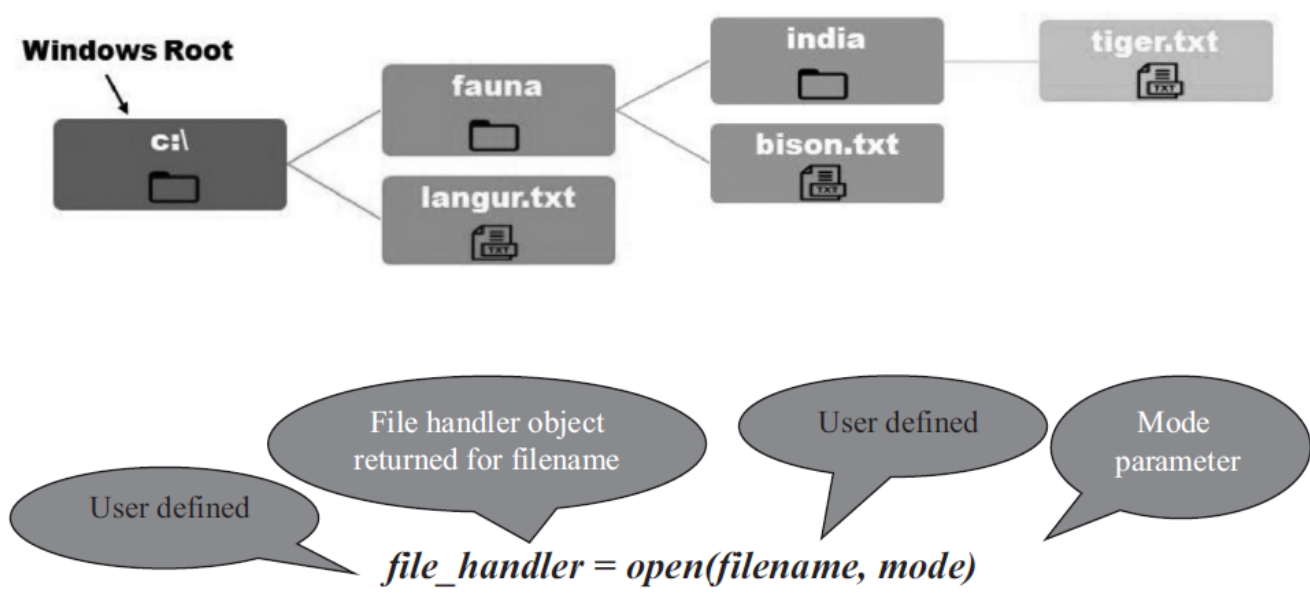 Windows Root
c:\
fauna
langur.txt
TXT
india
bison.txt
TXT
tiger.txt
TXT
User defined
File handler object
returned for filename
User defined
Mode
parameter
file_handler = open(filename, mode)